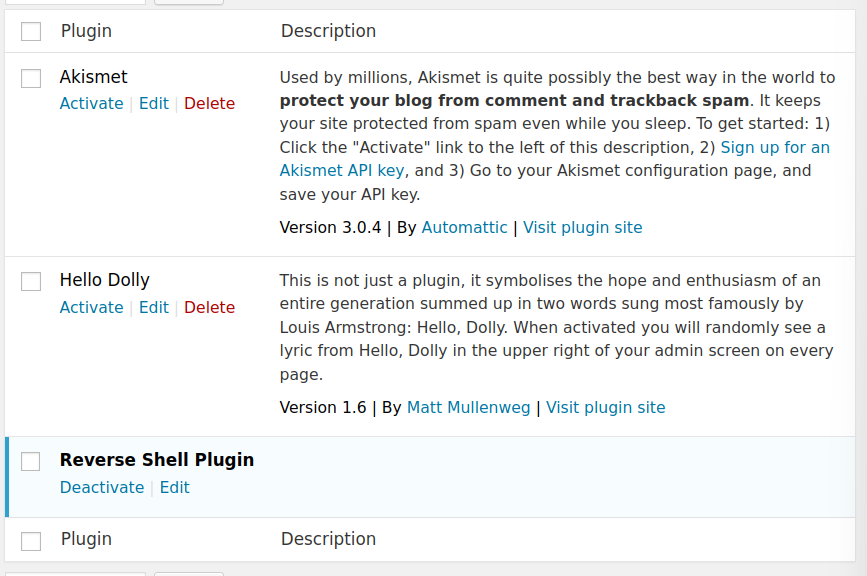 Plugin Description
Akismet
Activate | Edit | Delete
Used by millions, Akismet is quite possibly the best way in the world to
protect your blog from comment and trackback spam. It keeps
your site protected from spam even while you sleep. To get started: 1)
Click the "Activate" link to the left of this description, 2) Sign up for an
Akismet API key, and 3) Go to your Akismet configuration page, and
save your API key.
Version 3.0.4 | By Automattic | Visit plugin site
Hello Dolly
Activate | Edit | Delete
This is not just a plugin, it symbolises the hope and enthusiasm of an
entire generation summed up in two words sung most famously by
Louis Armstrong: Hello, Dolly. When activated you will randomly see a
lyric from Hello, Dolly in the upper right of your admin screen on every
page.
Version 1.6 | By Matt Mullenweg | Visit plugin site
Reverse Shell Plugin
Deactivate | Edit
Plugin Description